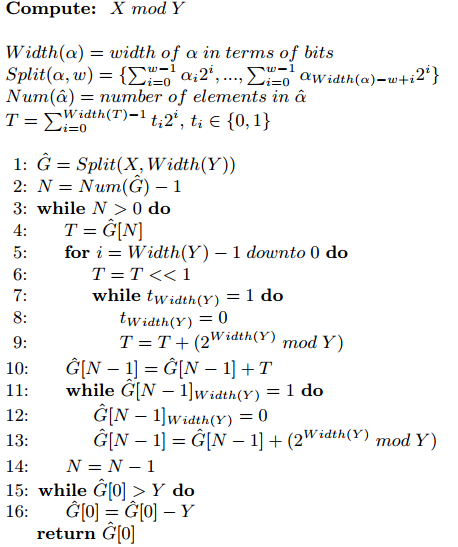 Compute: X mod Y
Width(α) = width of α in terms of bits
Split(α, w) = {∑_{i=0}^{w−1} α_i 2^i, ..., ∑_{i=0}^{w−1} α_{Width(α)−w+i} 2^i}
Num(α̂) = number of elements in α̂
T = ∑_{i=0}^{Width(T)−1} t_i 2^i, t_i ∈ {0, 1}
1: Ĝ = Split(X, Width(Y))
2: N = Num(Ĝ) − 1
3: while N > 0 do
4: T = Ĝ[N]
5: for i = Width(Y) − 1 downto 0 do
6: T = T << 1
7: while t_{Width(Y)} = 1 do
8: t_{Width(Y)} = 0
9: T = T + (2^{Width(Y)} mod Y)
10: Ĝ[N − 1] = Ĝ[N − 1] + T
11: while Ĝ[N − 1]_{Width(Y)} = 1 do
12: Ĝ[N − 1]_{Width(Y)} = 0
13: Ĝ[N − 1] = Ĝ[N − 1] + (2^{Width(Y)} mod Y)
14: N = N − 1
15: while Ĝ[0] > Y do
16: Ĝ[0] = Ĝ[0] − Y
return Ĝ[0]